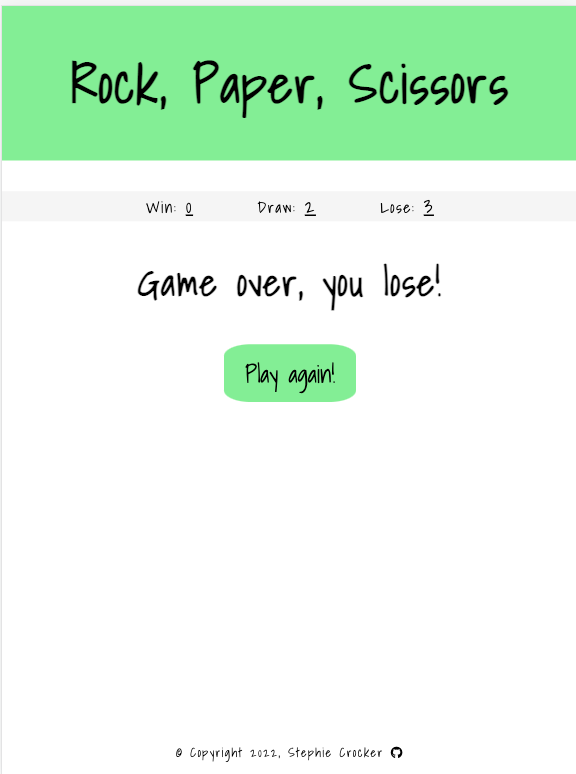 Rock, Paper, Scissors
Win: 0 Draw: 2 Lose: 3
Game over, you lose!
Play again!
© Copyright 2022, Stephie Crocker